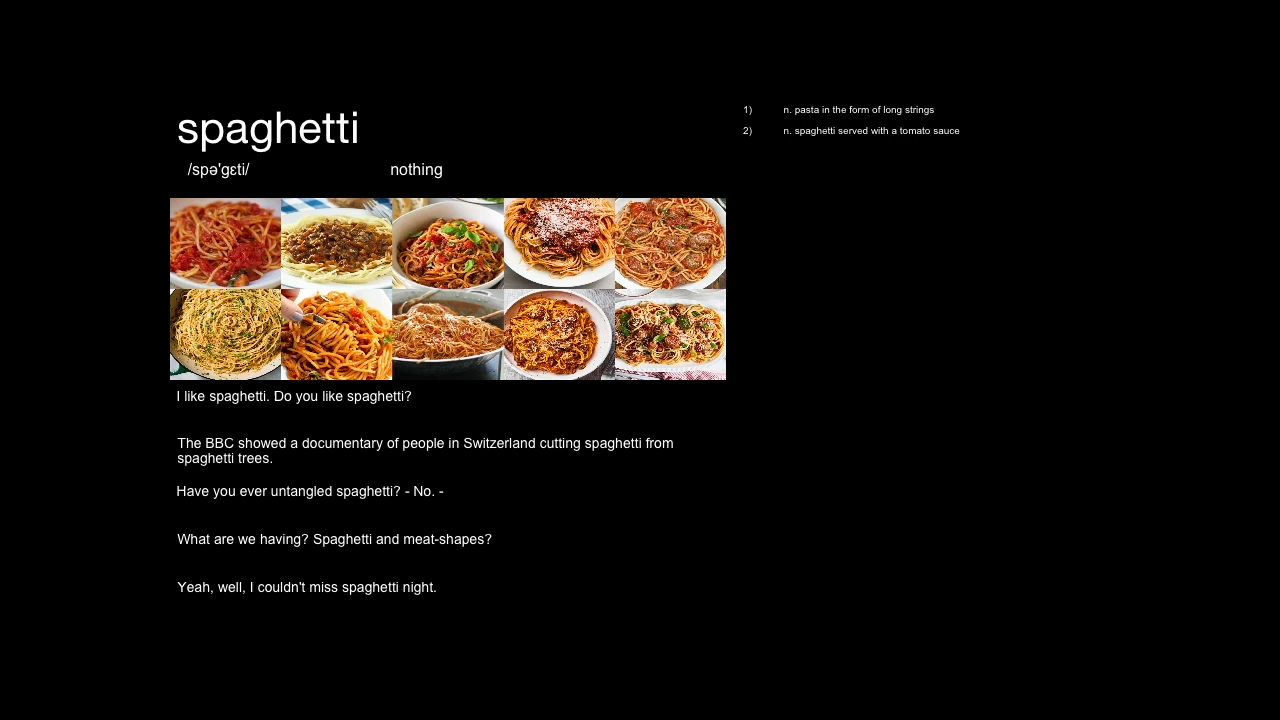 spaghetti
/spə'gɛti/
nothing
I like spaghetti. Do you like spaghetti?
The BBC showed a documentary of people in Switzerland cutting spaghetti from
spaghetti trees.
Have you ever untangled spaghetti? - No. -
What are we having? Spaghetti and meat-shapes?
Yeah, well, I couldn't miss spaghetti night.
1) n. pasta in the form of long strings
2) n. spaghetti served with a tomato sauce